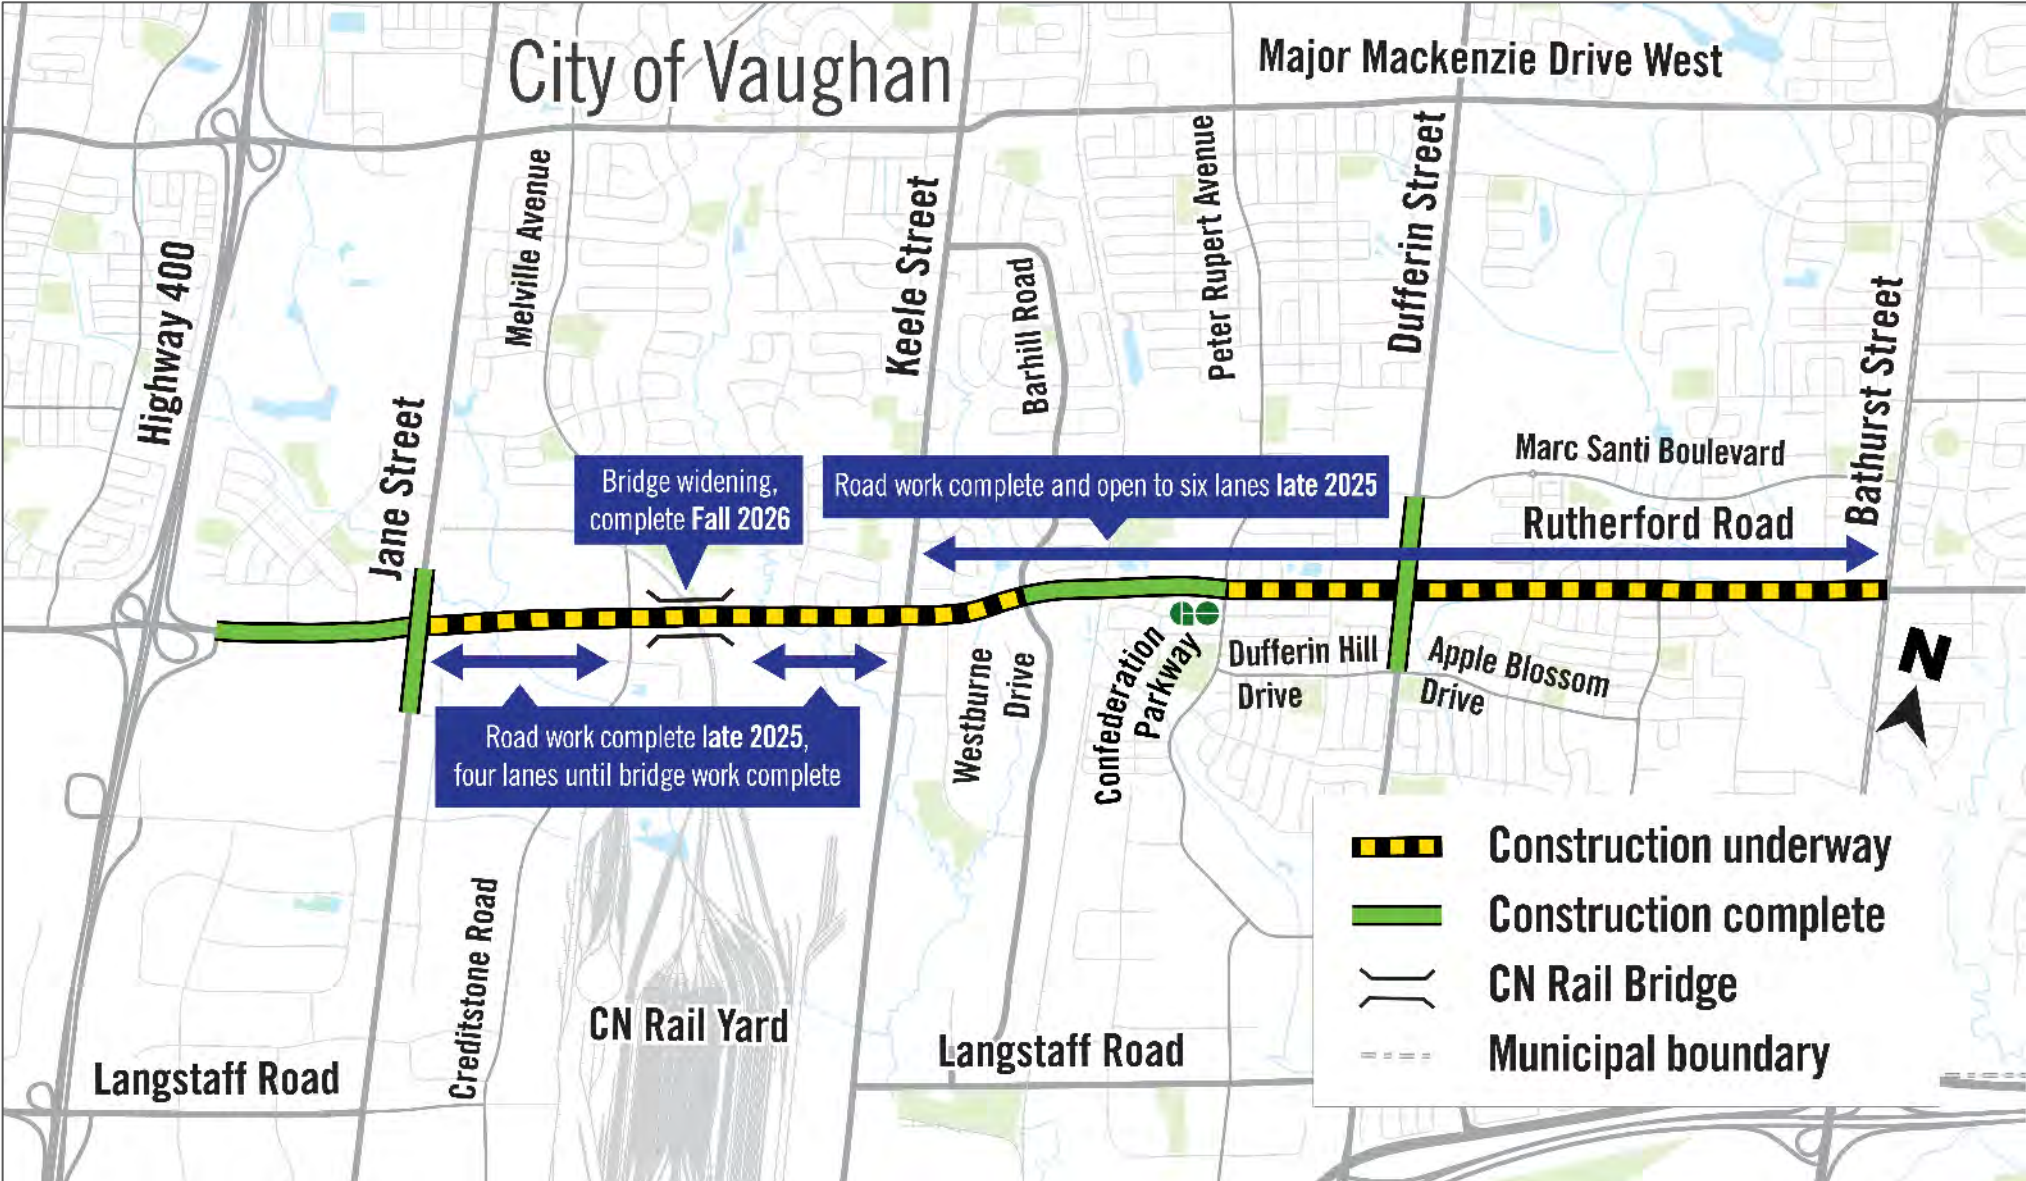 City of Vaughan
Major Mackenzie Drive West
Highway 400
Jane Street
Melville Avenue
Keele Street
Barhill Road
Peter Rupert Avenue
Dufferin Street
Bathurst Street
Marc Santi Boulevard
Rutherford Road
Bridge widening,
complete Fall 2026
Road work complete and open to six lanes late 2025
Road work complete late 2025,
four lanes until bridge work complete
Westburne
Drive
Confederation
Parkway
GO
Dufferin Hill
Drive
Apple Blossom
Drive
N
Creditstone Road
CN Rail Yard
Langstaff Road
Langstaff Road
Construction underway
Construction complete
CN Rail Bridge
Municipal boundary